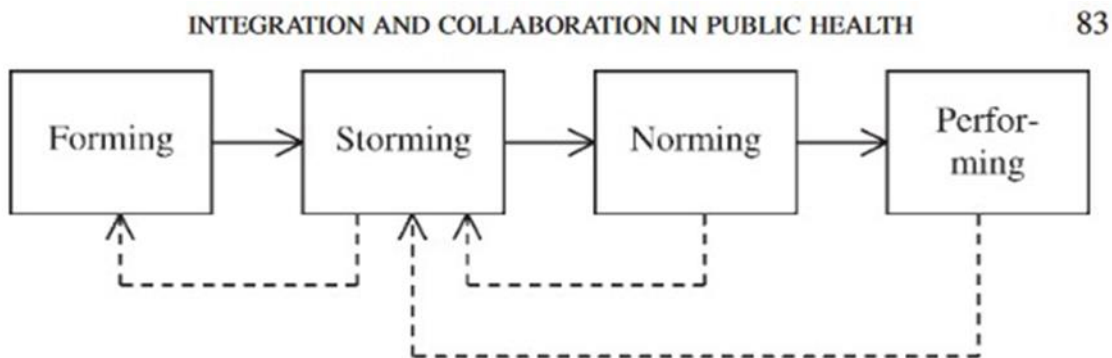 INTEGRATION AND COLLABORATION IN PUBLIC HEALTH 83
Forming
Storming
Norming
Perfor-
ming